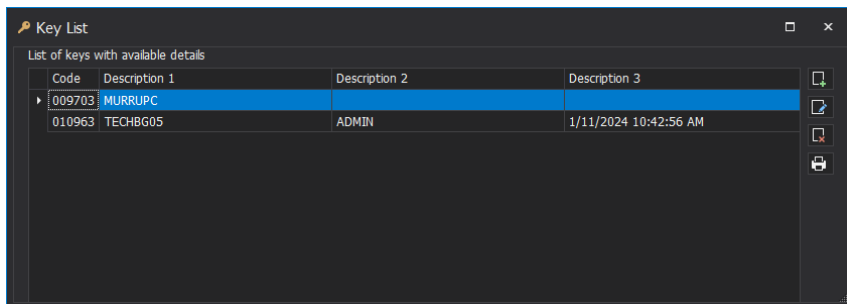 Key List
List of keys with available details
Code Description 1 Description 2 Description 3
009703 MURRUPC
010963 TECHBG05 ADMIN 1/11/2024 10:42:56 AM